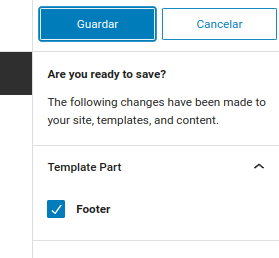 Guardar
Cancelar
Are you ready to save?
The following changes have been made to
your site, templates, and content.
Template Part
Footer